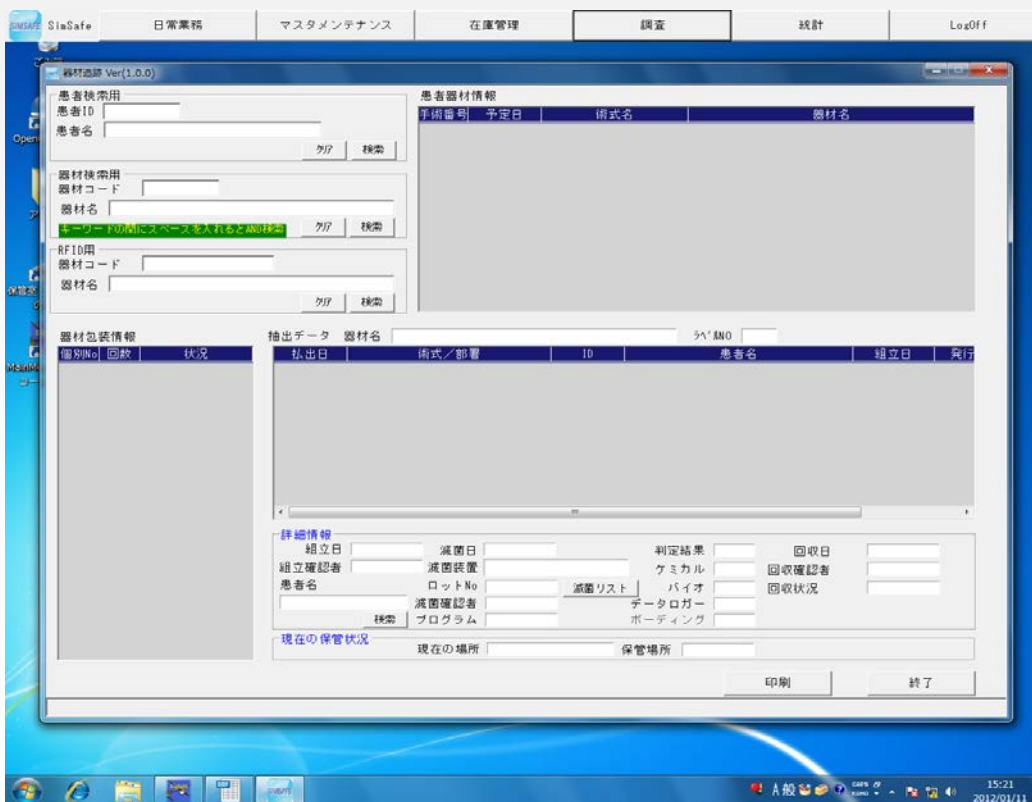 SIMSAFE SimSafe 日常業務 マスタメンテナンス 在庫管理 調査 統計 LogOff
器材追跡 Ver(1.0.0)
患者検索用
患者ID
患者名
クリア 検索
患者器材情報
手術番号 予定日 術式名 器材名
器材検索用
器材コード
器材名
キーワードの間にスペースを入れるとAND検索 クリア 検索
RFID用
器材コード
器材名
クリア 検索
器材包装情報
個別No 回数 状況
抽出データ 器材名 ラベルNO
払出日 術式／部署 ID 患者名 組立日 発行
詳細情報
組立日 滅菌日 判定結果 回収日
組立確認者 滅菌装置 ケミカル 回収確認者
患者名 ロットNo 滅菌リスト バイオ 回収状況
滅菌確認者 データロガー
検索 プログラム ボーディング
現在の保管状況
現在の場所 保管場所
印刷 終了
A般
CAPS
KANA
15:21
2012/01/11